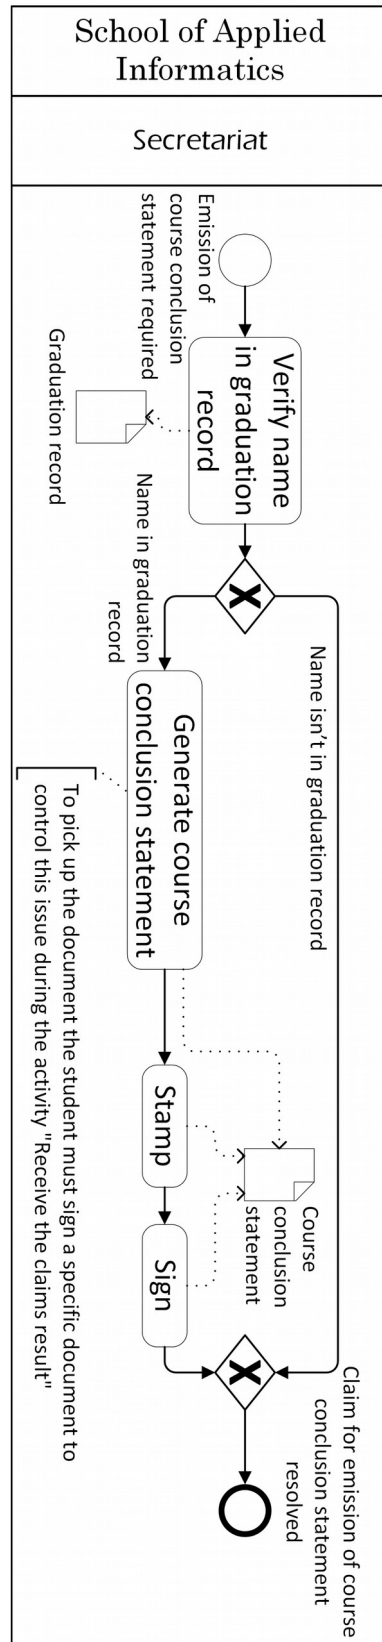 School of Applied
Informatics
Secretariat
Emission of
course conclusion
statement required
Verify name
in graduation
record
Graduation record
Name isn't in graduation record
Name in graduation
record
Generate course
conclusion statement
To pick up the document the student must sign a specific document to
control this issue during the activity "Receive the claims result"
Stamp
Sign
Course
conclusion
statement
Claim for emission of course
conclusion statement
resolved